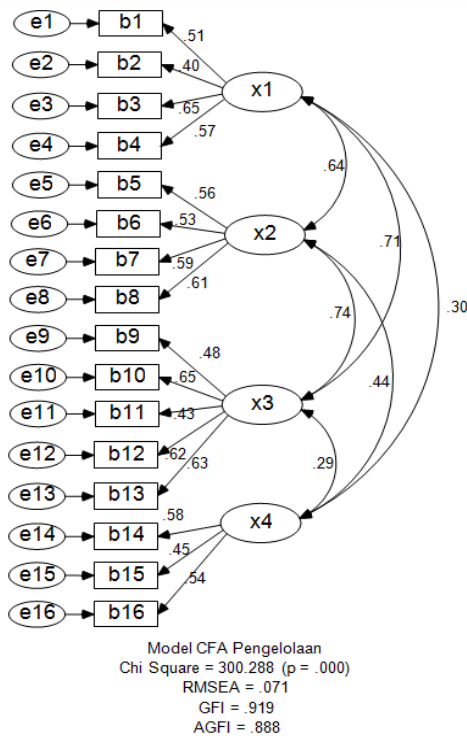 e1 b1 .51
e2 b2 .40 x1
e3 b3 .65
e4 b4 .57
.64
e5 b5 .56
e6 b6 .53 x2
e7 b7 .59 .71
e8 b8 .61
.74 .30
e9 b9 .48
e10 b10 .65 .44
e11 b11 .43 x3
e12 b12 .62
e13 b13 .63 .29
e14 b14 .58 x4
e15 b15 .45
e16 b16 .54
Model CFA Pengelolaan
Chi Square = 300.288 (p = .000)
RMSEA = .071
GFI = .919
AGFI = .888